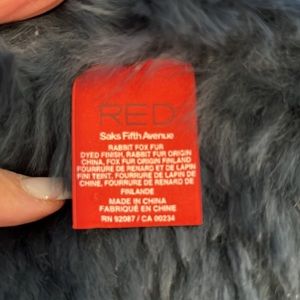 RED
Saks Fifth Avenue
RABBIT FOX FUR
DYED FINISH, RABBIT FUR ORIGIN
CHINA, FOX FUR ORIGIN FINLAND
FOURRURE DE RENARD ET DE LAPIN
FINI TEINT, FOURRURE DE LAPIN DE
CHINE, FOURRURE DE RENARD DE
FINLANDE
MADE IN CHINA
FABRIQUÉ EN CHINE
RN 92087 / CA 00234